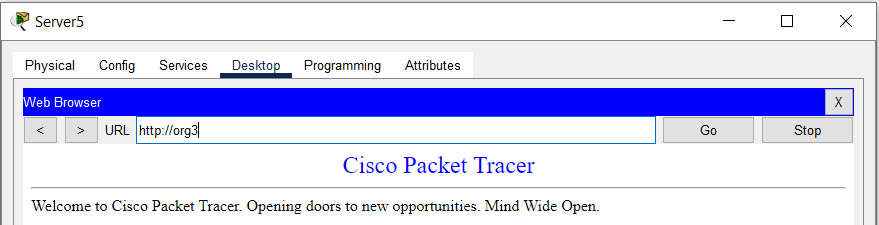 Server5
Physical Config Services Desktop Programming Attributes
Web Browser X
< > URL http://org3 Go Stop
Cisco Packet Tracer
Welcome to Cisco Packet Tracer. Opening doors to new opportunities. Mind Wide Open.